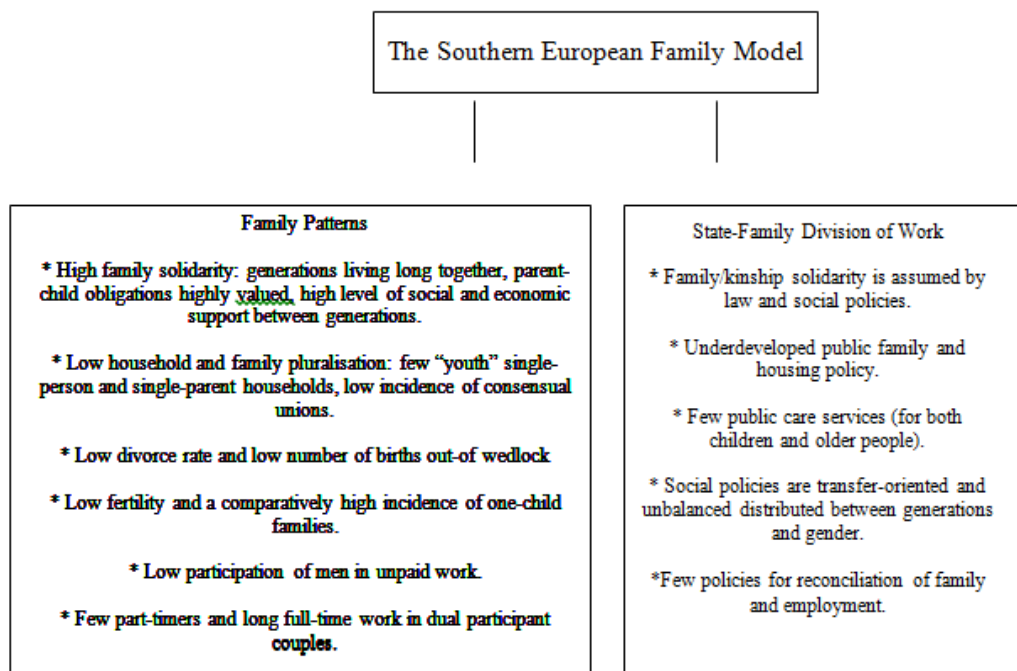 The Southern European Family Model
Family Patterns
* High family solidarity: generations living long together, parent-
child obligations highly valued, high level of social and economic
support between generations.
* Low household and family pluralisation: few “youth” single-
person and single-parent households, low incidence of consensual
unions.
* Low divorce rate and low number of births out-of wedlock
* Low fertility and a comparatively high incidence of one-child
families.
* Low participation of men in unpaid work.
* Few part-timers and long full-time work in dual participant
couples.
State-Family Division of Work
* Family/kinship solidarity is assumed by
law and social policies.
* Underdeveloped public family and
housing policy.
* Few public care services (for both
children and older people).
* Social policies are transfer-oriented and
unbalanced distributed between generations
and gender.
*Few policies for reconciliation of family
and employment.